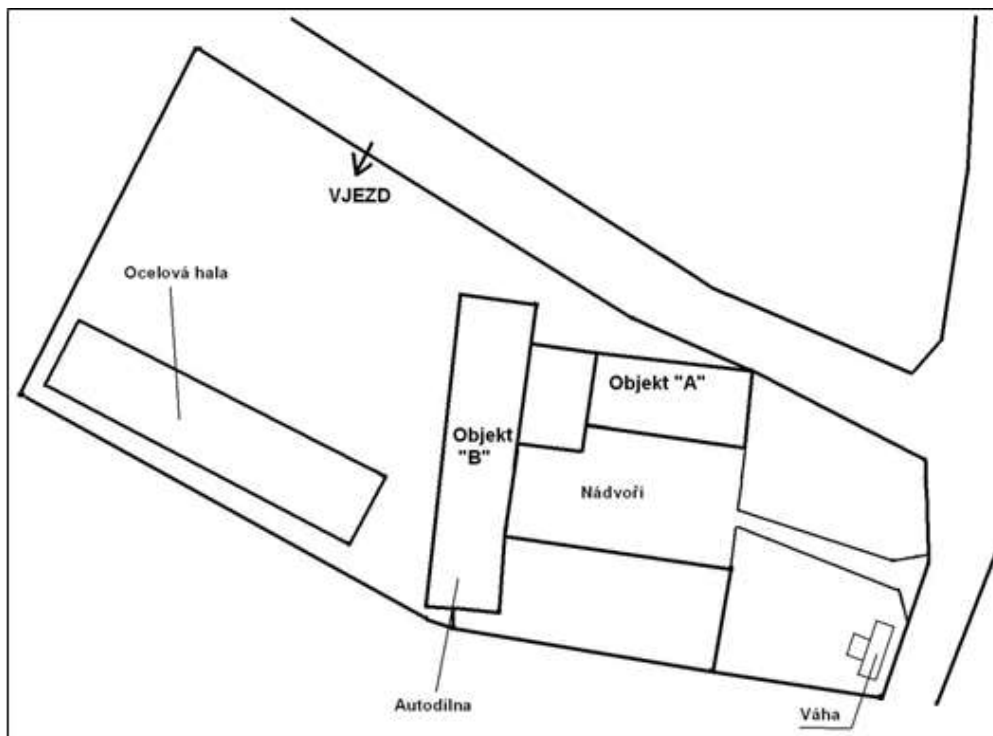 VJEZD
Ocelová hala
Objekt "A"
Objekt
"B"
Nádvoří
Autodílna
Váha